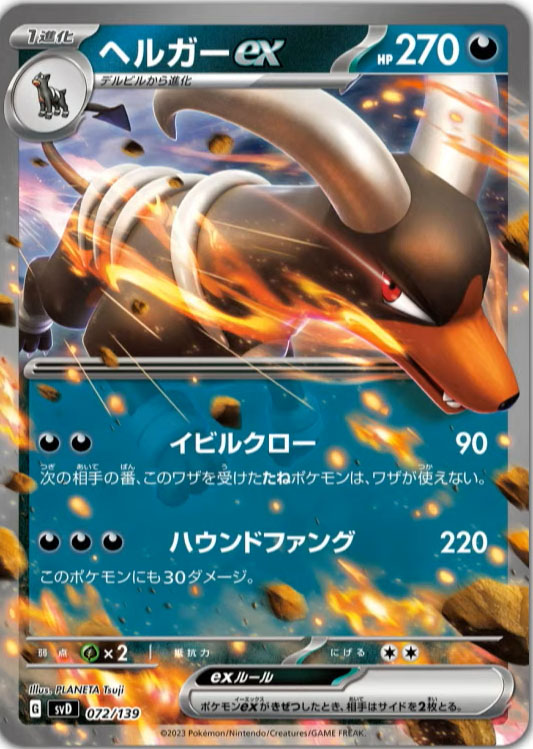 1進化
ヘルガーex
HP 270
デルビルから進化
イビルクロー 90
次の相手の番、このワザを受けたたねポケモンは、ワザが使えない。
ハウンドファング 220
このポケモンにも30ダメージ。
弱点 ×2 抵抗力 にげる
exルール
ポケモンexがきぜつしたとき、相手はサイドを2枚とる。
Illus. PLANETA Tsuji
G svD 072/139
©2023 Pokémon/Nintendo/Creatures/GAME FREAK.